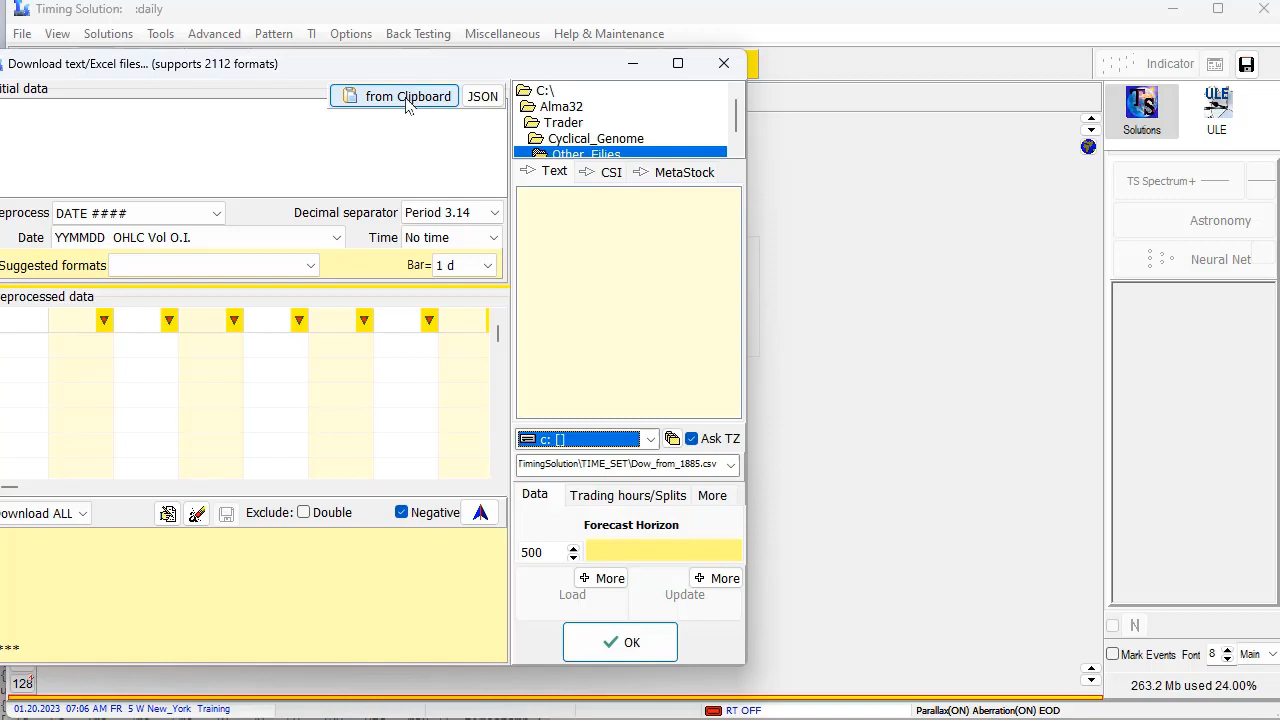 Timing Solution: :daily
File View Solutions Tools Advanced Pattern TI Options Back Testing Miscellaneous Help & Maintenance
Download text/Excel files... (supports 2112 formats)
Indicator
itial data
from Clipboard JSON
C:\
Alma32
Trader
Cyclical_Genome
Other_Filies
Solutions ULE
Text CSI MetaStock
TS Spectrum+
eprocess DATE #### Decimal separator Period 3.14
Astronomy
Date YYMMDD OHLC Vol O.I. Time No time
Suggested formats Bar= 1 d
Neural Net
eprocessed data
c: [] Ask TZ
TimingSolution\TIME_SET\Dow_from_1885.csv
Data Trading hours/Splits More
ownload ALL Exclude: Double Negative
Forecast Horizon
500
More More
Load Update
N
OK
***
Mark Events Font 8 Main
128
263.2 Mb used 24.00%
01.20.2023 07:06 AM FR 5 W New_York Training RT OFF Parallax(ON) Aberration(ON) EOD